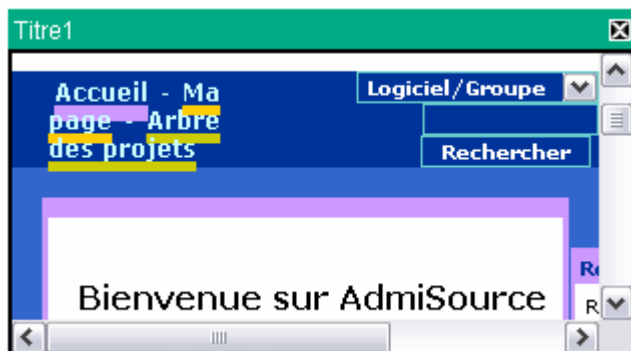 Titre1
Accueil - Ma
page - Arbre
des projets
Logiciel/Groupe
Rechercher
Bienvenue sur AdmiSource